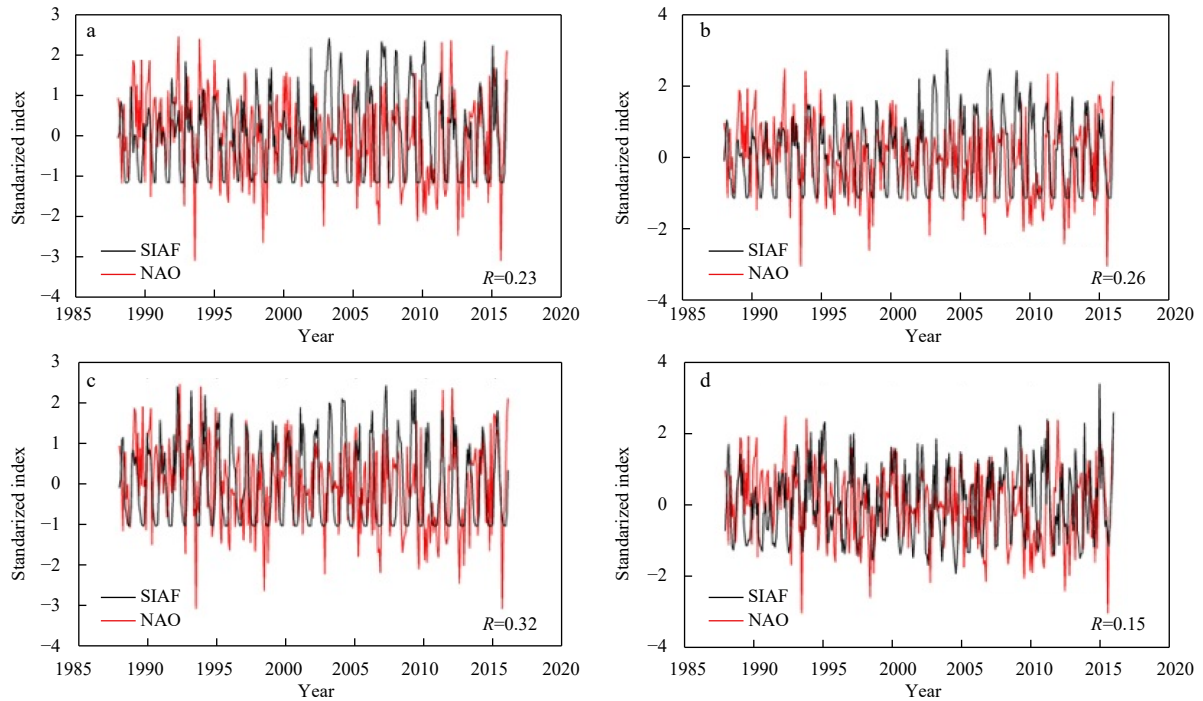 a
3
2
1
0
−1
−2
−3
−4
Standarized index
SIAF
NAO
R=0.23
1985 1990 1995 2000 2005 2010 2015 2020
Year
b
4
2
0
−2
−4
Standarized index
SIAF
NAO
R=0.26
1985 1990 1995 2000 2005 2010 2015 2020
Year
c
3
2
1
0
−1
−2
−3
−4
Standarized index
SIAF
NAO
R=0.32
1985 1990 1995 2000 2005 2010 2015 2020
Year
d
4
2
0
−2
−4
Standarized index
SIAF
NAO
R=0.15
1985 1990 1995 2000 2005 2010 2015 2020
Year